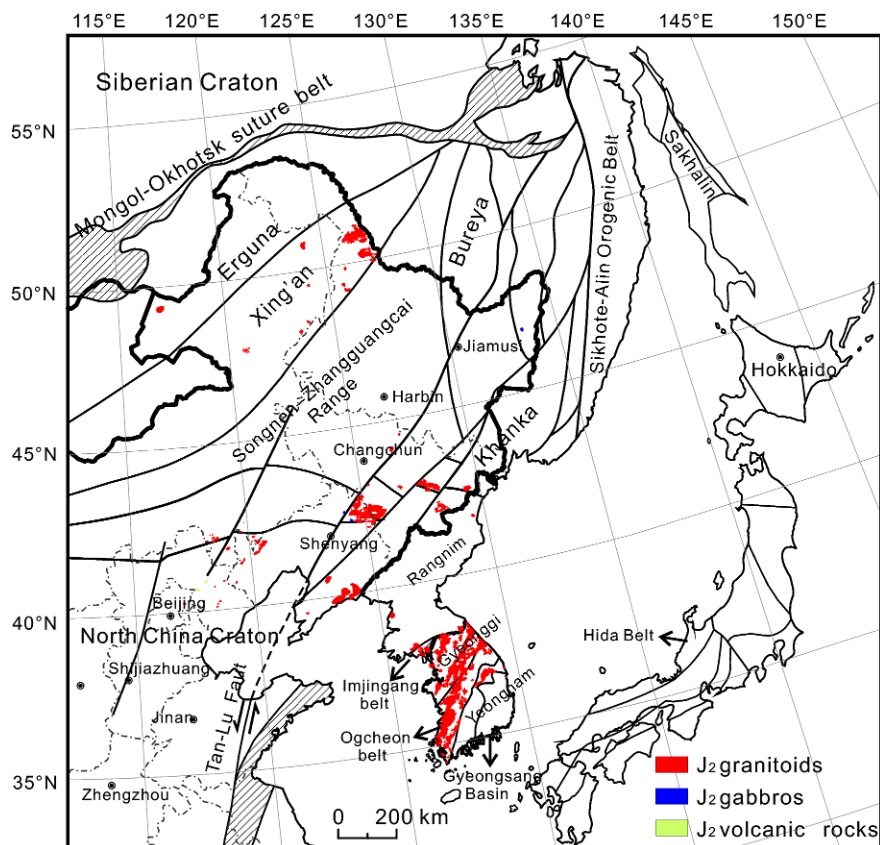 115°E 120°E 125°E 130°E 135°E 140°E 145°E 150°E
Siberian Craton
Mongol-Okhotsk suture belt
55°N
Sakhalin
Erguna
Bureya
Xing'an
Sikhote-Alin Orogenic Belt
50°N
Jiamusi
Hokkaido
Songnen-Zhangguangcai
Range
Harbin
Khanka
45°N
Changchun
Shenyang
Rangnim
40°N
Beijing
North China Craton
Gyeonggi
Hida Belt
Shijiazhuang
Imjingang
belt
Yeongnam
Tan-Lu Fault
Jinan
Ogcheon
belt
Gyeongsang
Basin
35°N
Zhengzhou
0 200 km
J₂ granitoids
J₂ gabbros
J₂ volcanic rocks